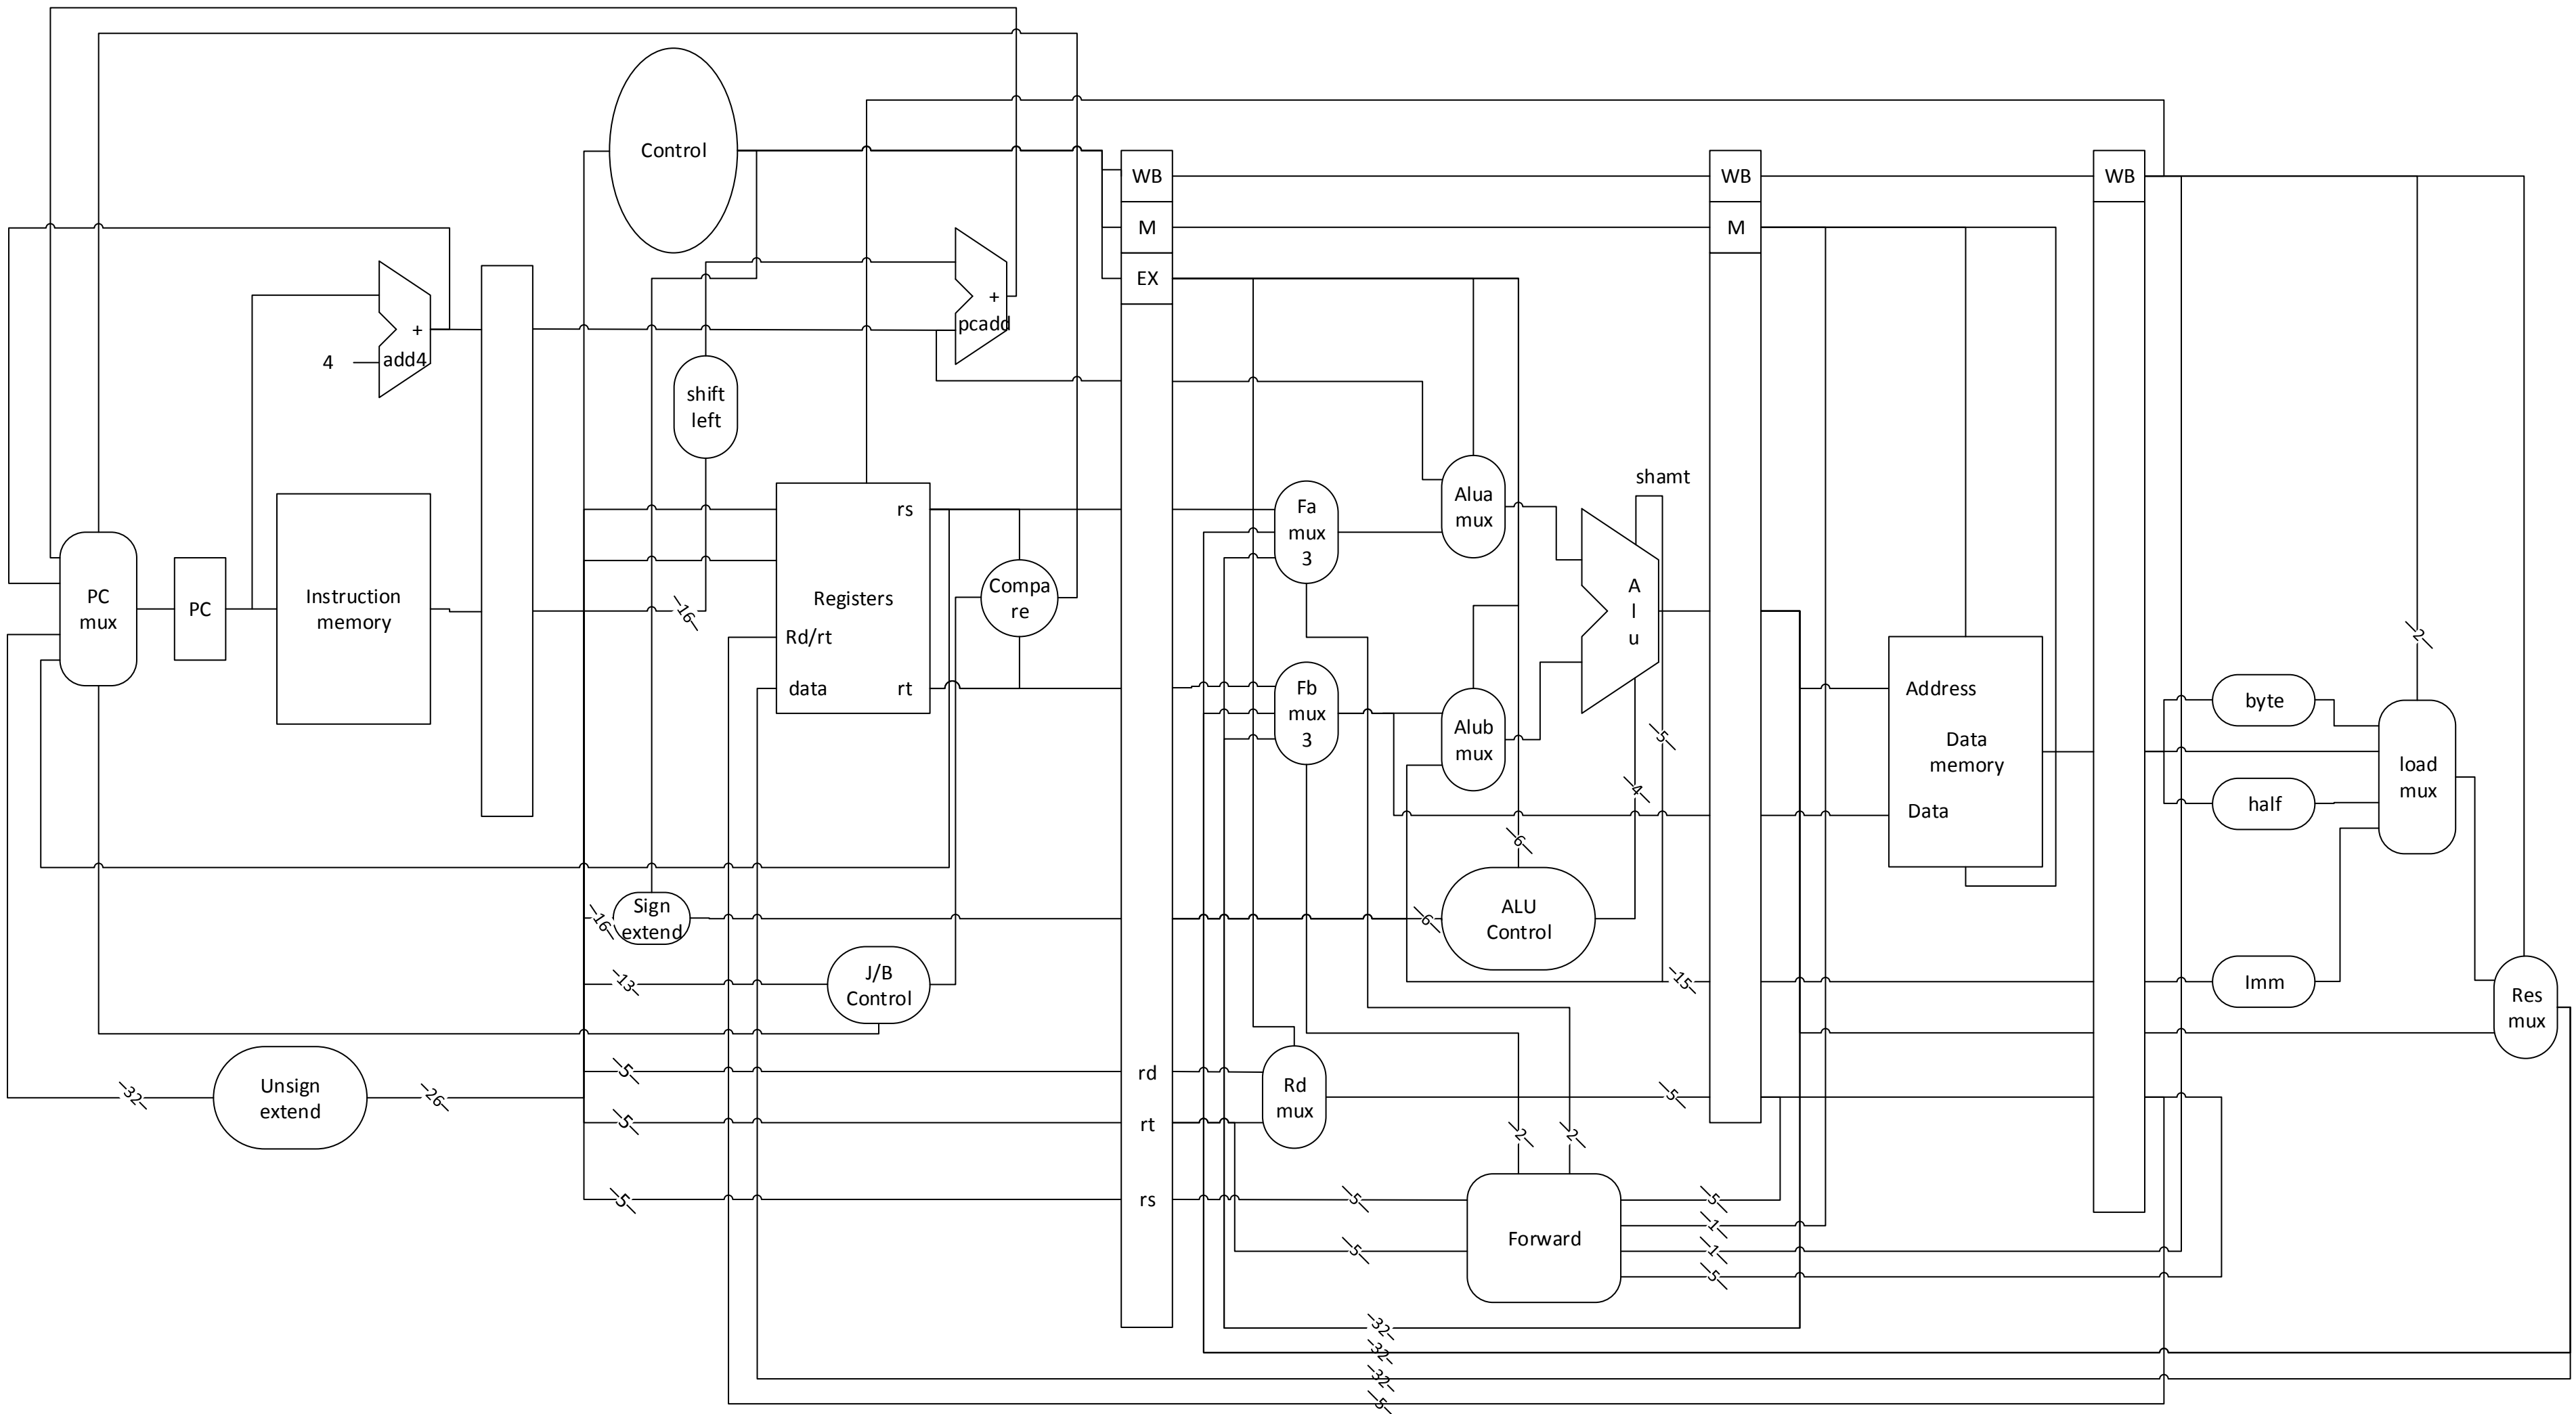 Control
WB
WB
WB
M
M
EX
+
pcadd
+
4
add4
shift
left
shamt
rs
Fa
mux
3
Alua
mux
PC
mux
PC
Instruction
memory
-16-
Registers
Compa
re
A
l
u
Rd/rt
data
rt
Fb
mux
3
Alub
mux
-5-
-4-
Address
Data
memory
Data
-2-
byte
load
mux
half
-6-
-16-
Sign
extend
-6-
ALU
Control
-13-
J/B
Control
-15-
Imm
Res
mux
-32-
Unsign
extend
-26-
-5-
rd
Rd
mux
-5-
-5-
rt
-2-
-2-
-5-
rs
-5-
-5-
Forward
-5-
-1-
-1-
-5-
-32-
-32-
-32-
-5-